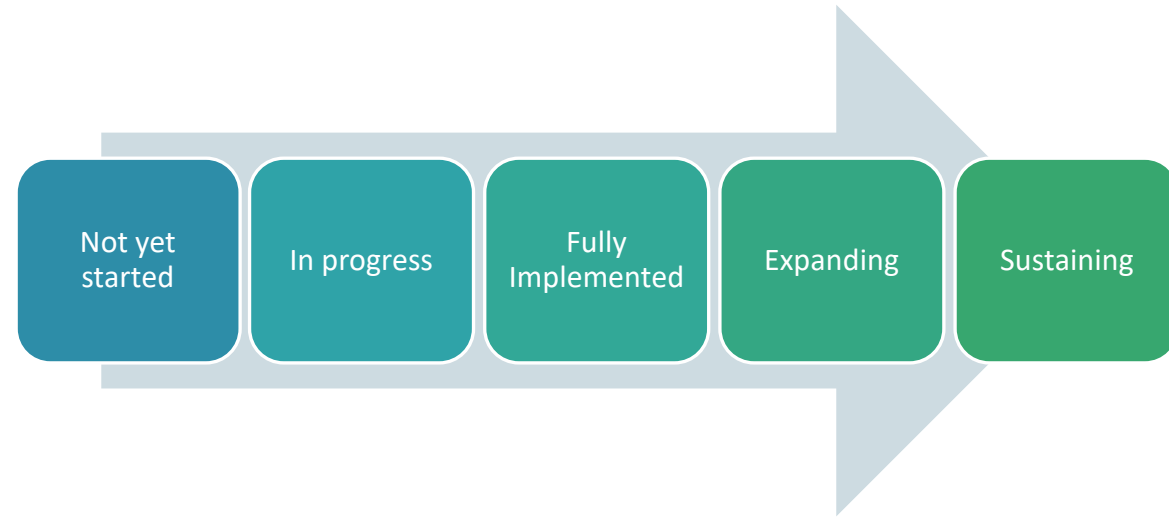 Not yet
started
In progress
Fully
Implemented
Expanding
Sustaining